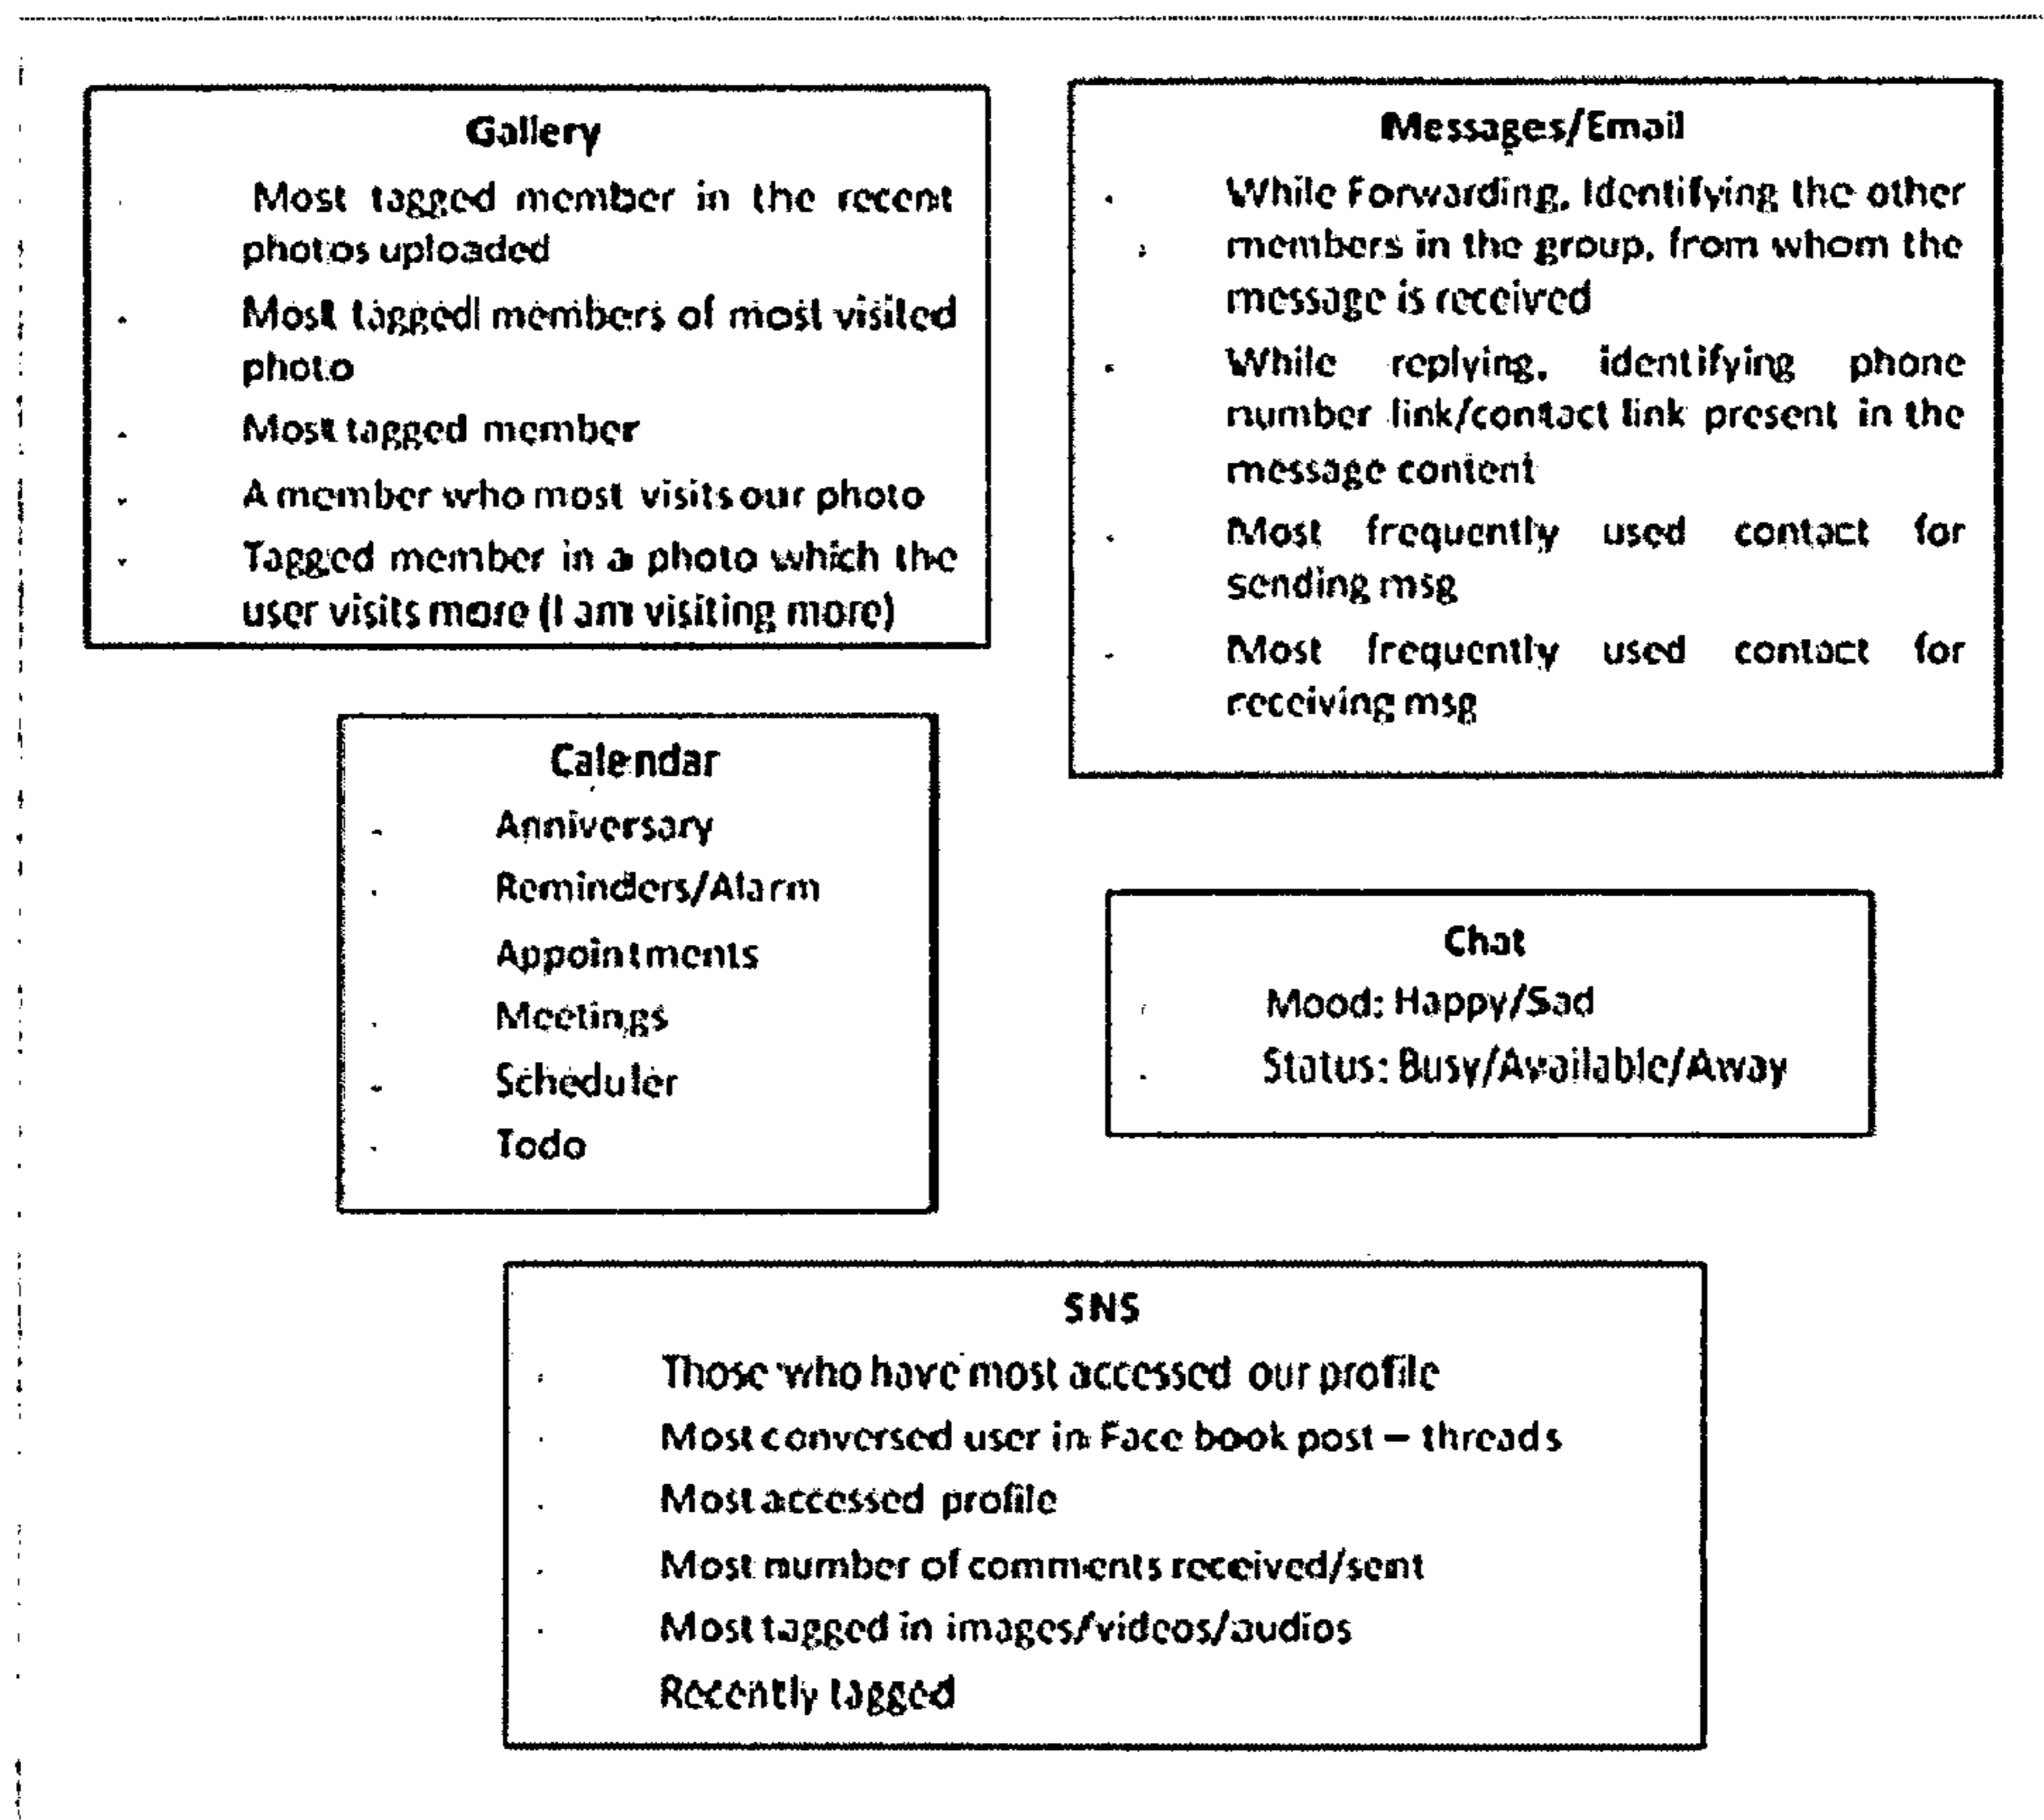 Gallery
Most tagged member in the recent
photos uploaded
Most tagged members of most visited
photo
Most tagged member
A member who most visits our photo
Tagged member in a photo which the
user visits more (I am visiting more)
Messages/Email
While Forwarding, Identifying the other
members in the group, from whom the
message is received
While replying, identifying phone
number link/contact link present in the
message content
Most frequently used contact for
sending msg
Most frequently used contact for
receiving msg
Calendar
Anniversary
Reminders/Alarm
Appointments
Meetings
Scheduler
Todo
Chat
Mood: Happy/Sad
Status: Busy/Available/Away
SNS
Those who have most accessed our profile
Most conversed user in Face book post – threads
Most accessed profile
Most number of comments received/sent
Most tagged in images/videos/audios
Recently tagged